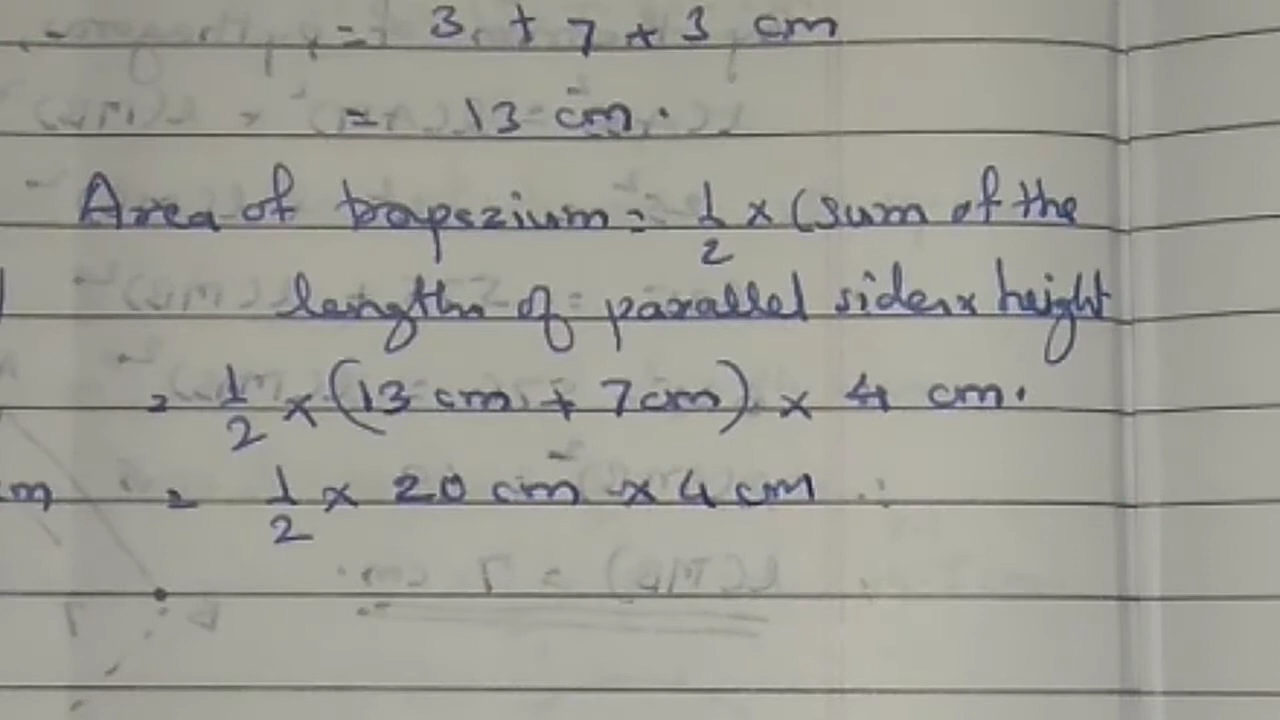 = 3 + 7 + 3 cm
= 13 cm.
Area of trapezium = 1/2 × (sum of the
lengths of parallel sides × height
= 1/2 × (13 cm + 7 cm) × 4 cm.
m = 1/2 × 20 cm × 4 cm